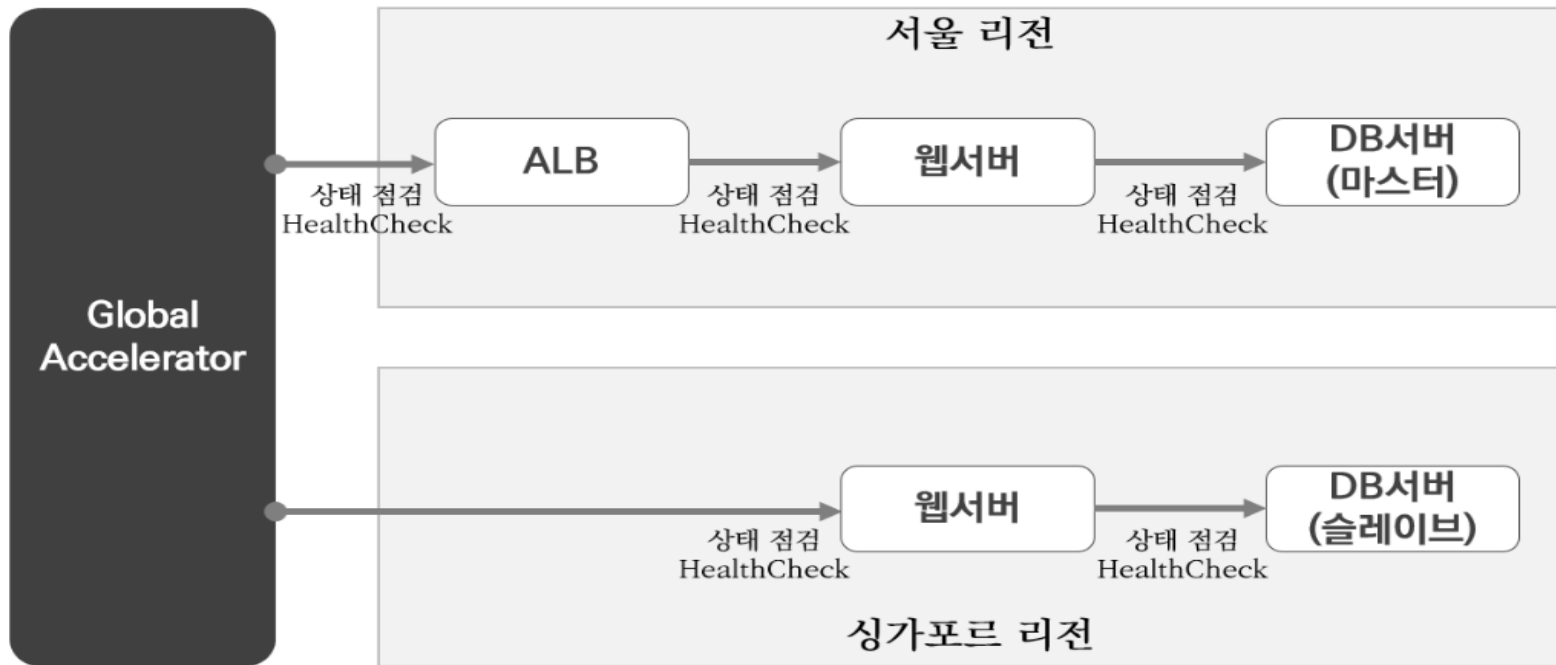 서울 리전
ALB
웹서버
DB서버
(마스터)
상태 점검
HealthCheck
상태 점검
HealthCheck
상태 점검
HealthCheck
Global
Accelerator
웹서버
DB서버
(슬레이브)
상태 점검
HealthCheck
상태 점검
HealthCheck
싱가포르 리전